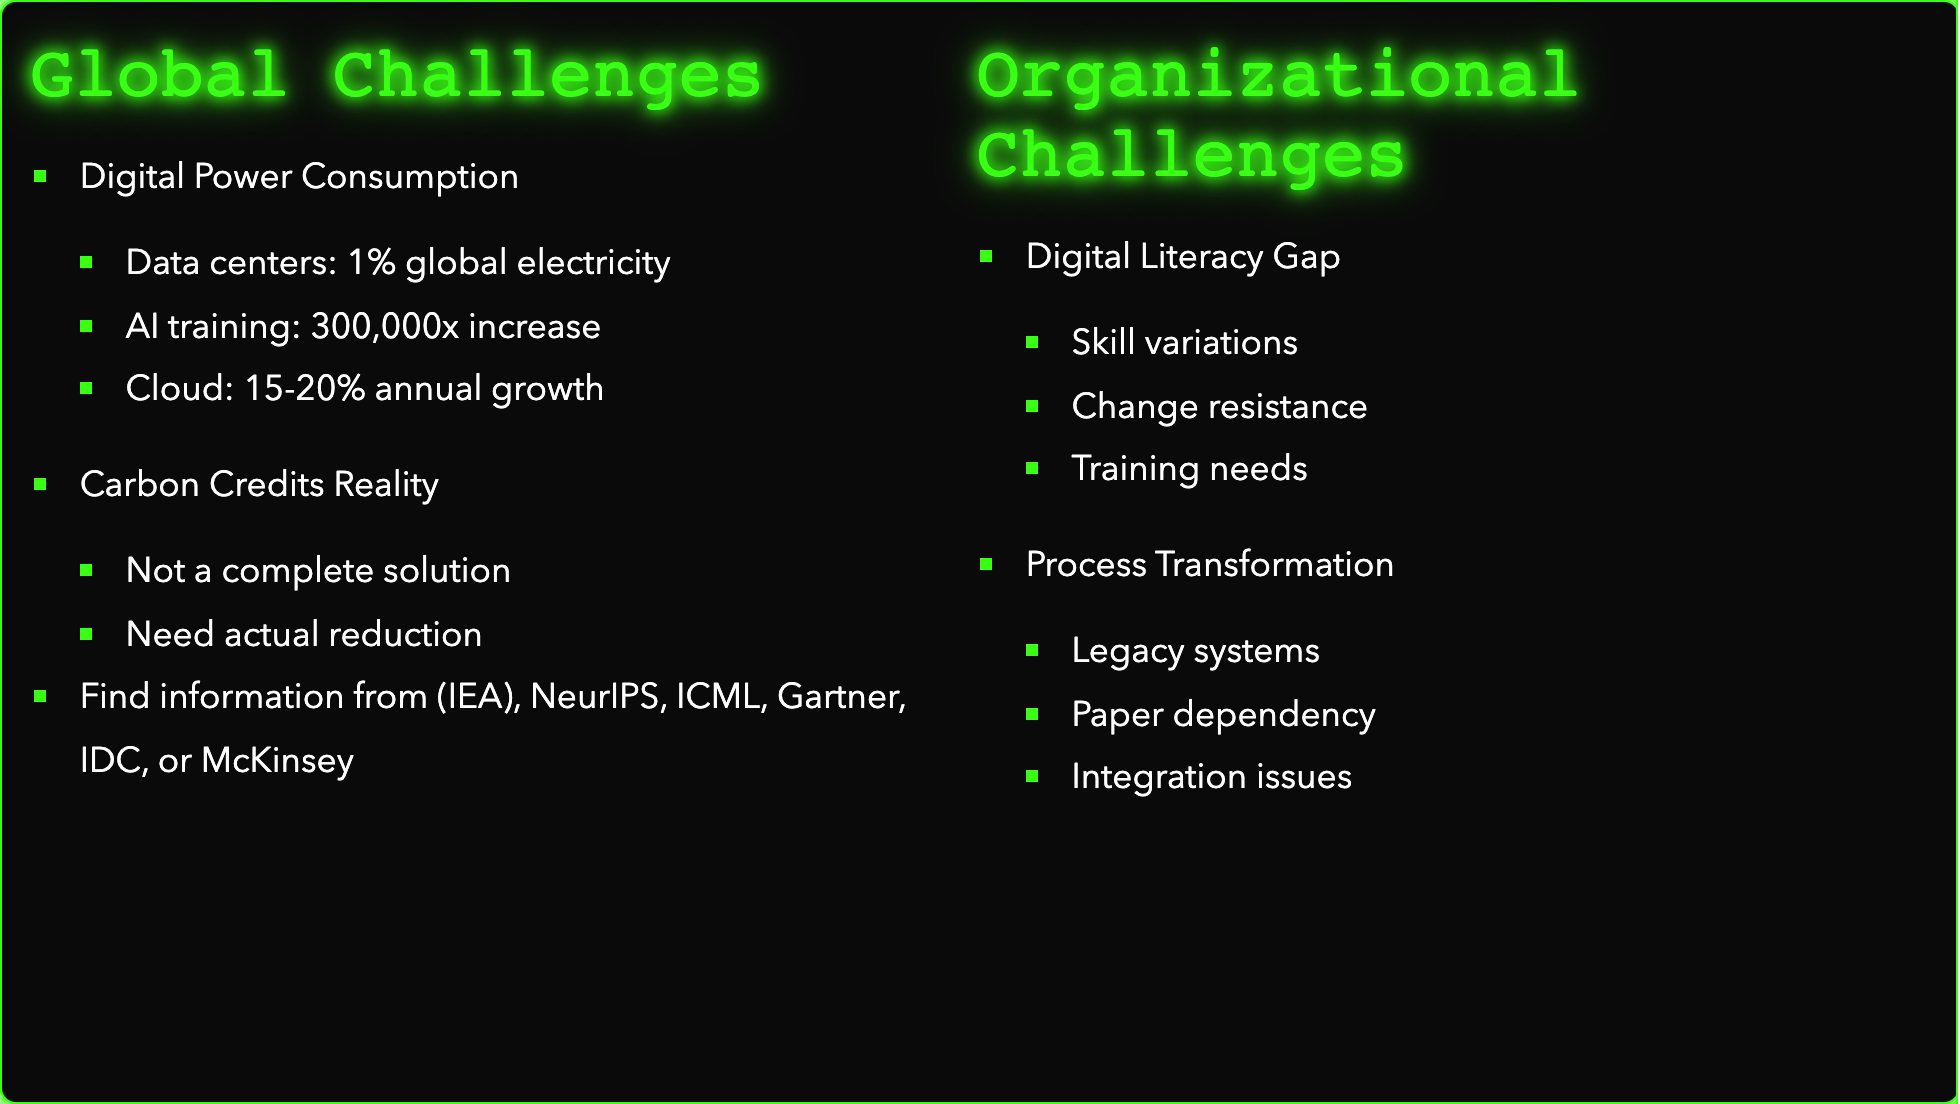 Global Challenges
Digital Power Consumption
Data centers: 1% global electricity
AI training: 300,000x increase
Cloud: 15-20% annual growth
Carbon Credits Reality
Not a complete solution
Need actual reduction
Find information from (IEA), NeurIPS, ICML, Gartner,
IDC, or McKinsey
Organizational
Challenges
Digital Literacy Gap
Skill variations
Change resistance
Training needs
Process Transformation
Legacy systems
Paper dependency
Integration issues